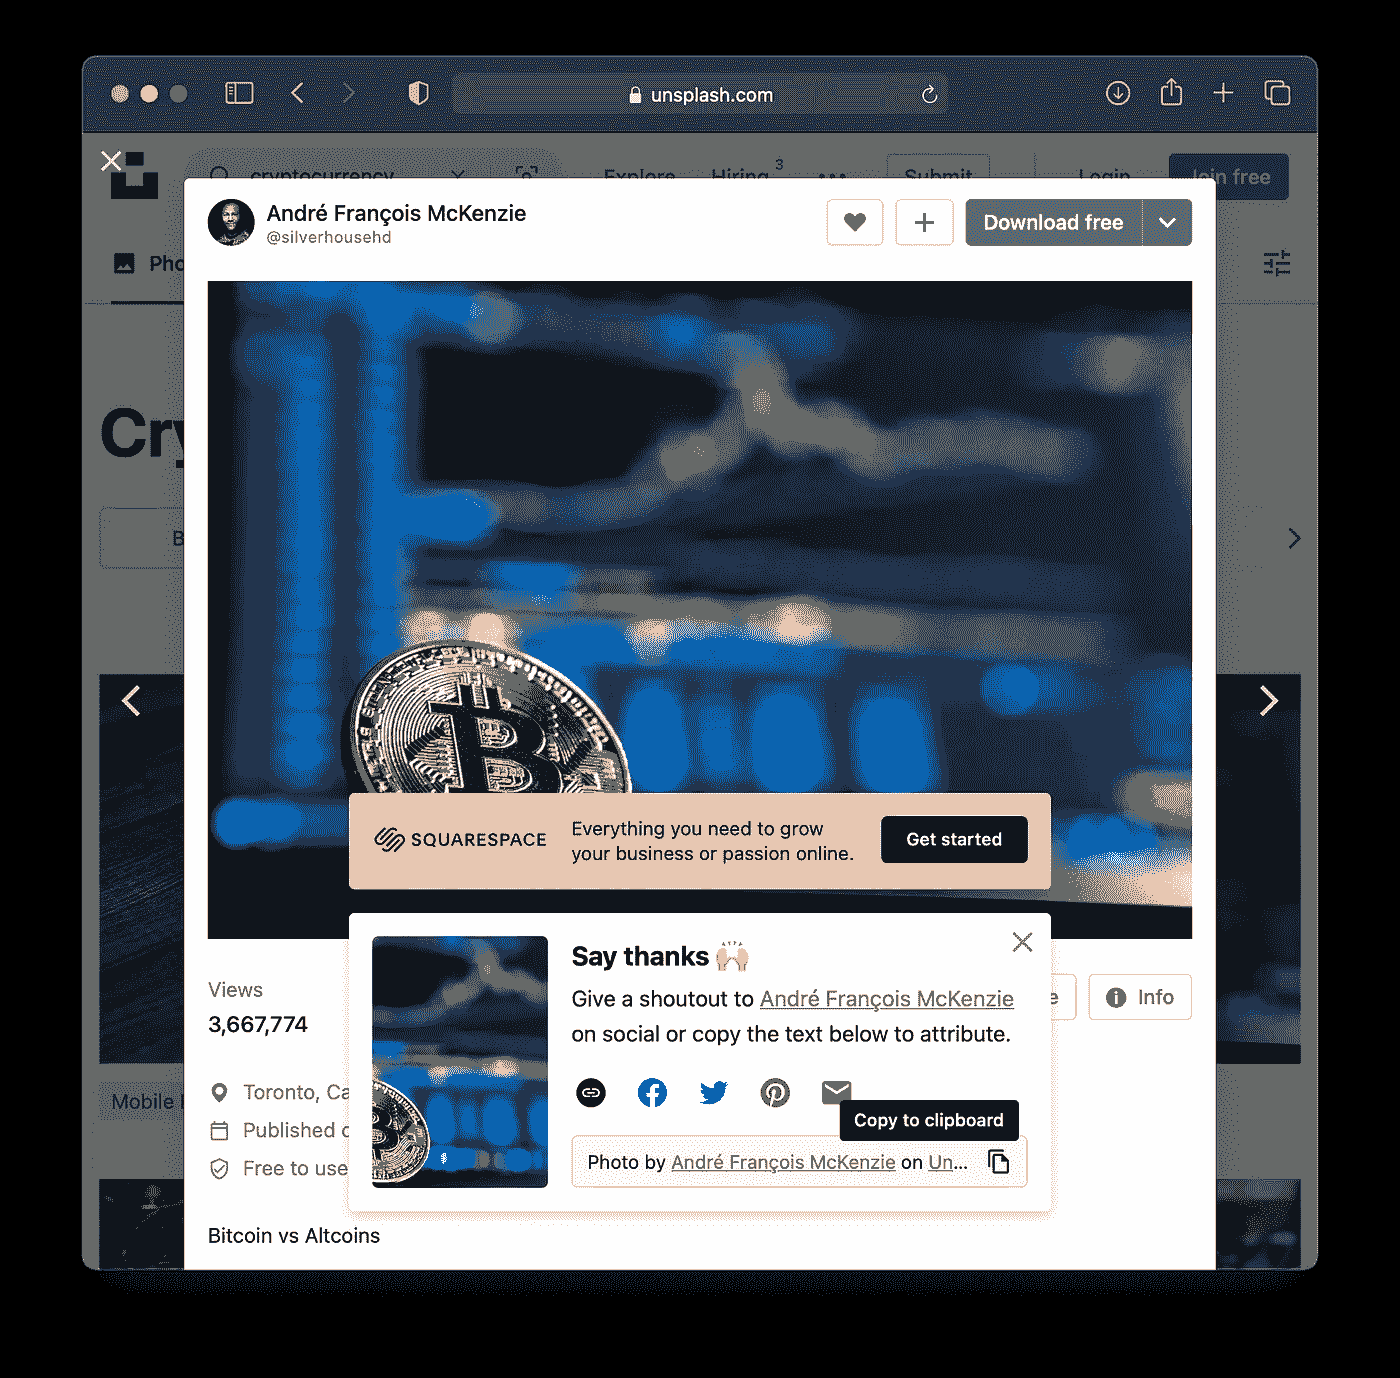 unsplash.com
cryptocurrency
Explore
Hiring
3
Submit
Login
Join free
André François McKenzie
@silverhousehd
Download free
Cry
SQUARESPACE
Everything you need to grow
your business or passion online.
Get started
Say thanks 🙌
Give a shoutout to André François McKenzie
on social or copy the text below to attribute.
Copy to clipboard
Photo by André François McKenzie on Un...
Views
3,667,774
Info
Toronto, Ca
Published
Free to use
Mobile
Bitcoin vs Altcoins